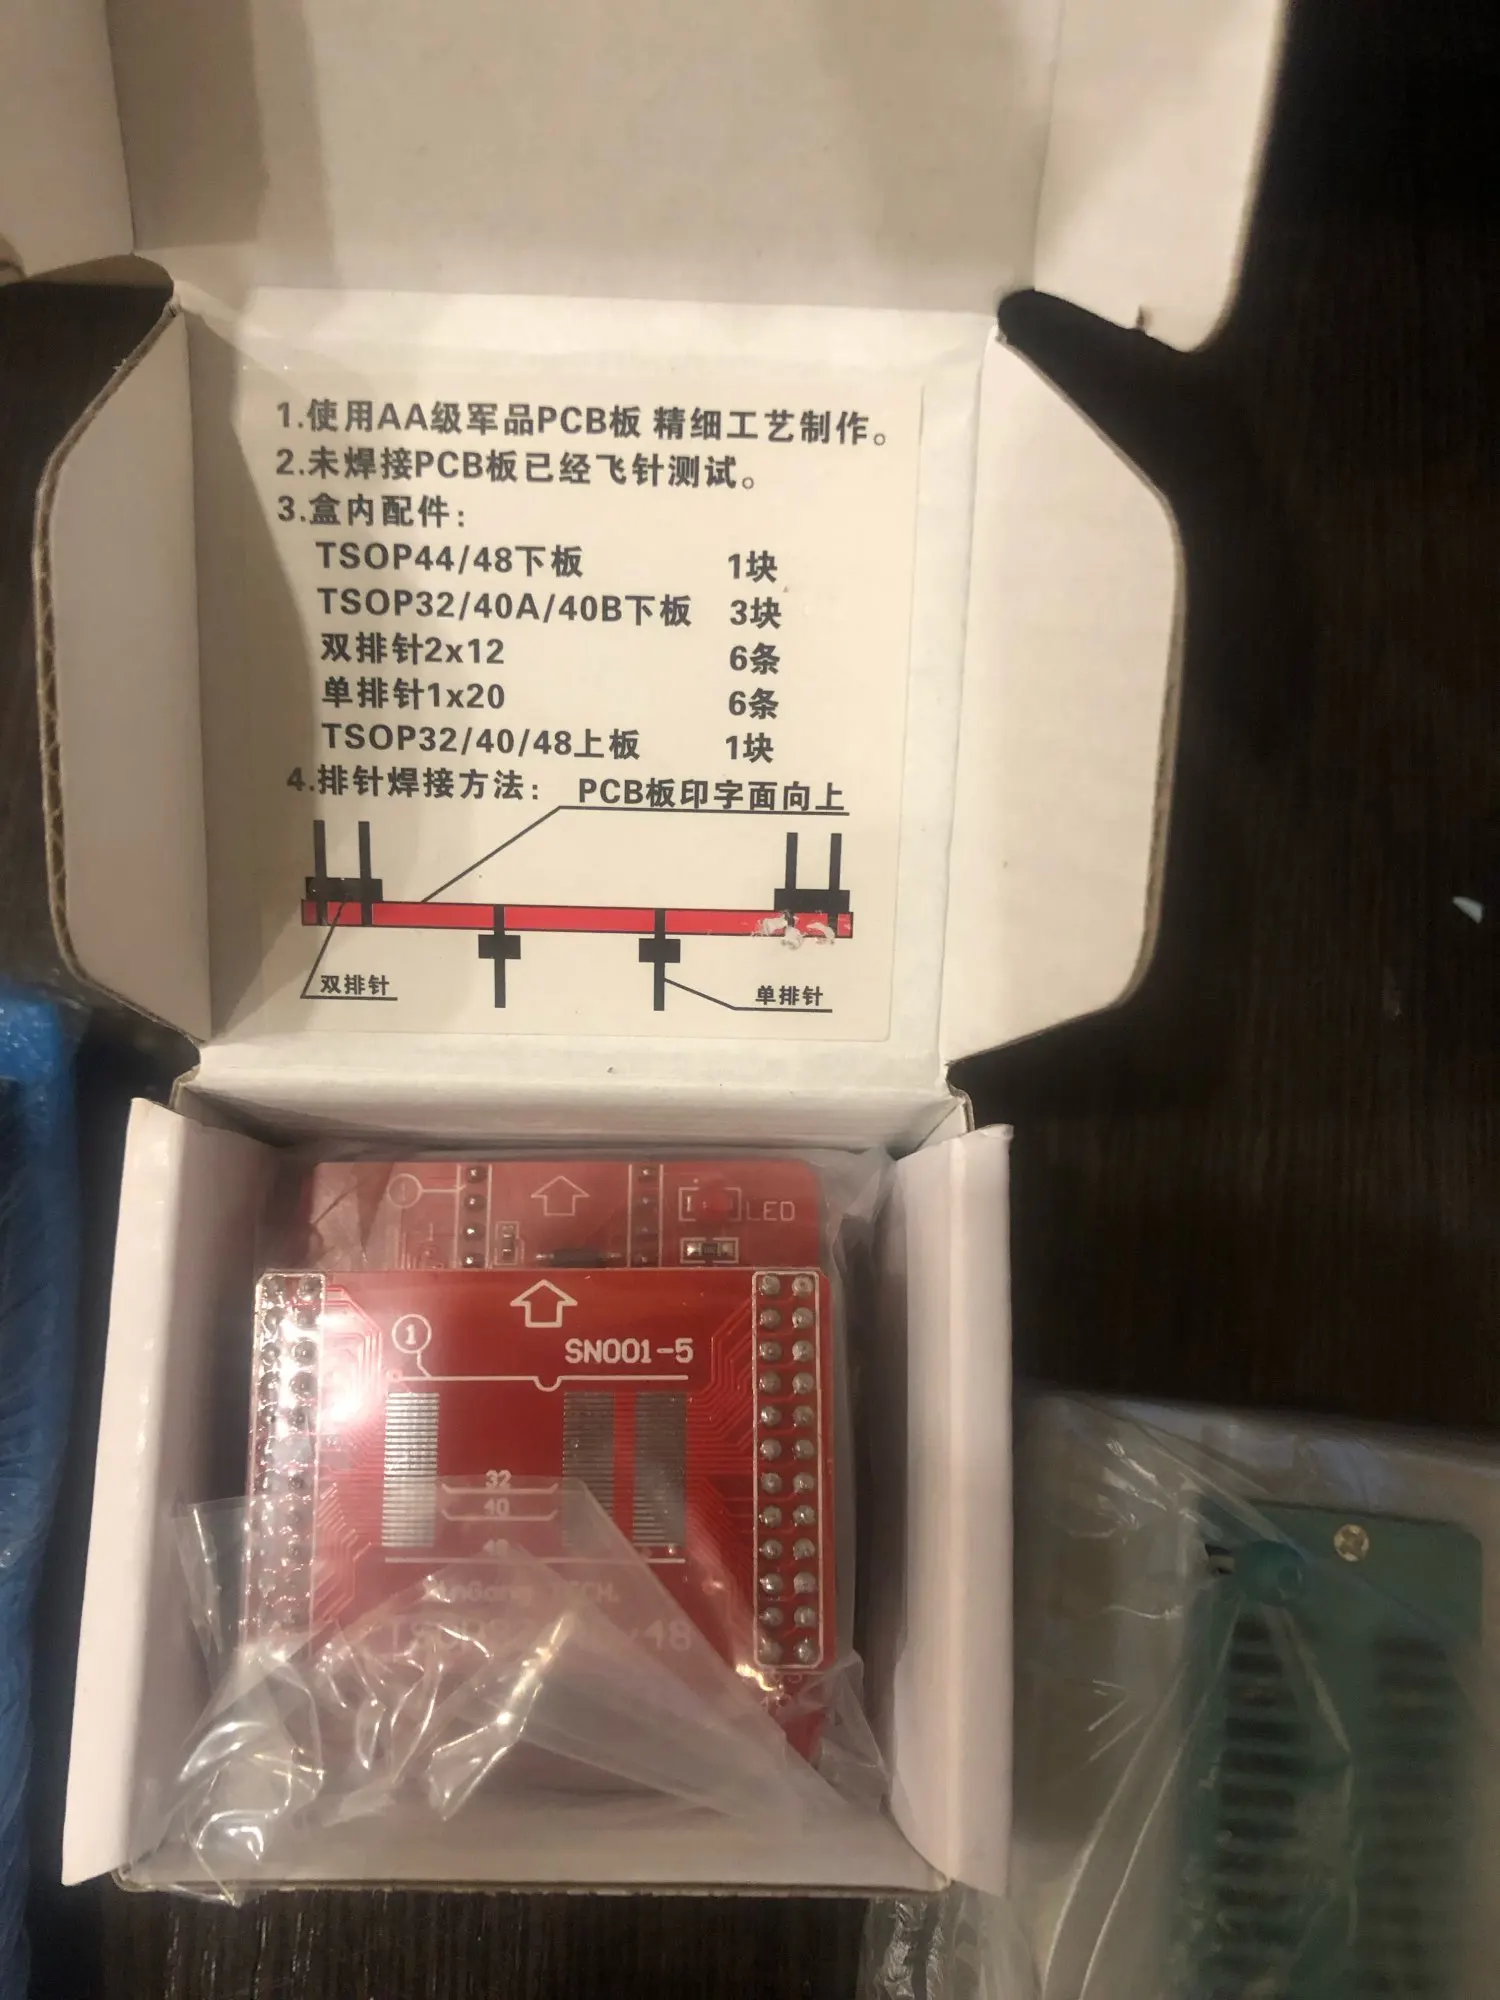 1.使用AA级军品PCB板 精细工艺制作。
2.未焊接PCB板已经飞针测试。
3.盒内配件：
TSOP44/48下板 1块
TSOP32/40A/40B下板 3块
双排针2x12 6条
单排针1x20 6条
TSOP32/40/48上板 1块
4.排针焊接方法： PCB板印字面向上
双排针 单排针
1 LED
1
SN001-5
32
40
48